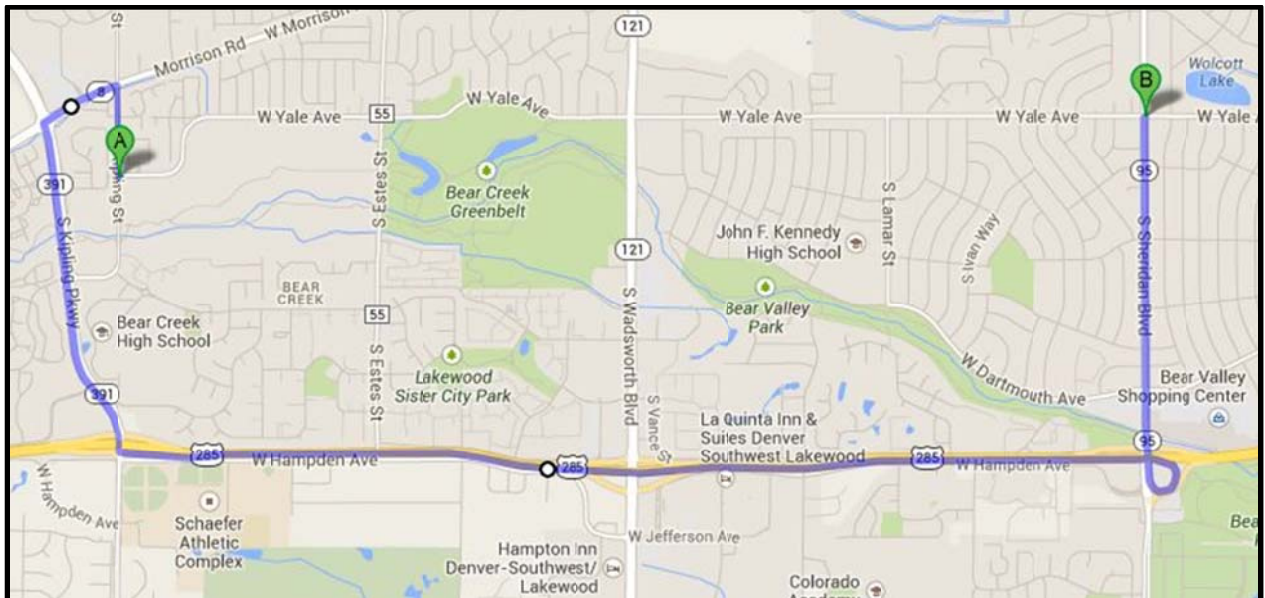 St
121
Morrison Rd
W Morrison
8
Wolcott
Lake
B
W Yale Ave
55
W Yale Ave
W Yale Ave
W Yale Ave
W Yale
A
Kipling St
391
S Estes St
Bear Creek
Greenbelt
95
S Kipling Pkwy
121
John F. Kennedy
High School
S Lamar St
S Ivan Way
S Sheridan Blvd
BEAR
CREEK
Bear Valley
Park
55
S Wadsworth Blvd
Bear Creek
High School
S Estes St
Lakewood
Sister City Park
W Dartmouth Ave
Bear Valley
Shopping Center
391
S Vance St
La Quinta Inn &
Suites Denver
Southwest Lakewood
95
285
W Hampden Ave
285
285
W Hampden Ave
W Hampden Ave
Schaefer
Athletic
Complex
W Jefferson Ave
Hampton Inn
Denver-Southwest/
Lakewood
Colorado
Bea